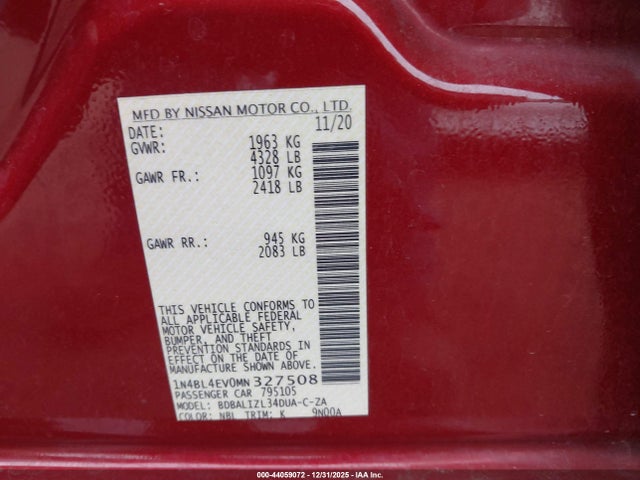 MFD BY NISSAN MOTOR CO., LTD.
DATE: 11/20
GVWR: 1963 KG
4328 LB
GAWR FR.: 1097 KG
2418 LB
GAWR RR.: 945 KG
2083 LB
THIS VEHICLE CONFORMS TO
ALL APPLICABLE FEDERAL
MOTOR VEHICLE SAFETY,
BUMPER, AND THEFT
PREVENTION STANDARDS
IN EFFECT ON THE DATE OF
MANUFACTURE SHOWN ABOVE.
1N4BL4EV0MN327508
PASSENGER CAR 795105
MODEL: BDBALIZL34DUA-C-ZA
COLOR: NBL TRIM: K 9N00A
000-44059072 - 12/31/2025 - IAA Inc.